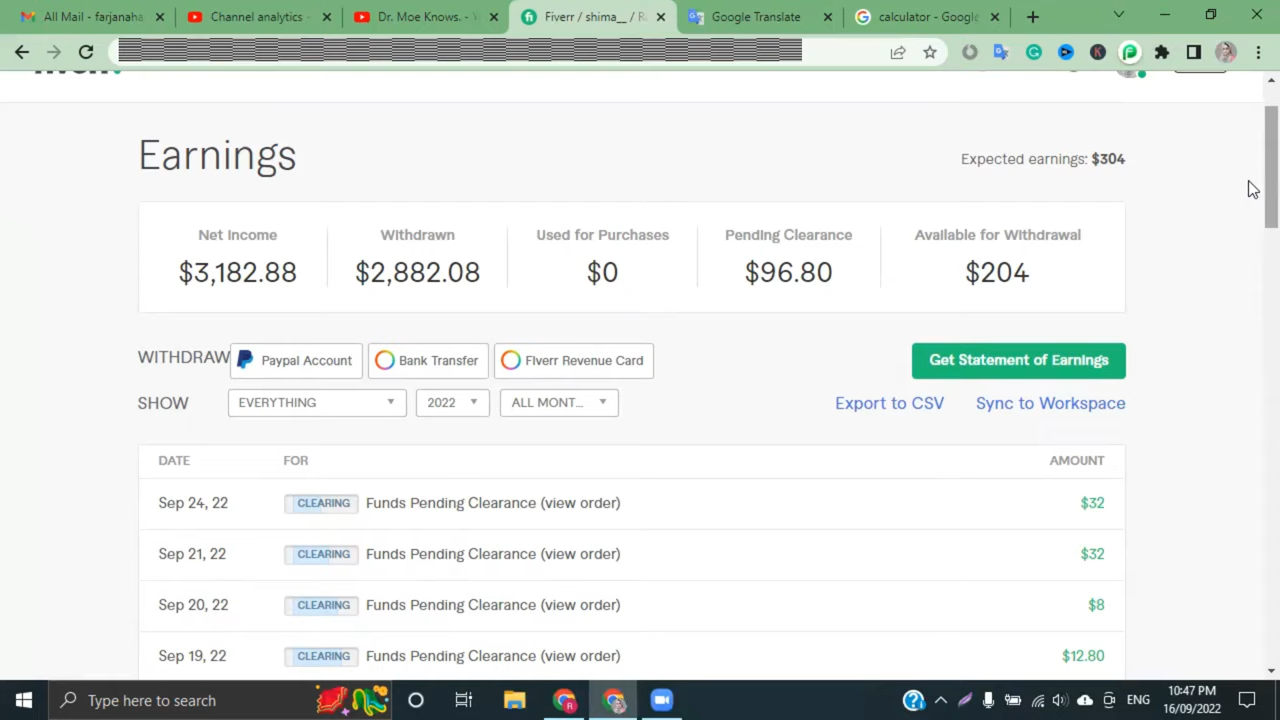 All Mail - farjanaha
Channel analytics -
Dr. Moe Knows. -
Fiverr / shima__ /
Google Translate
calculator - Google
Earnings
Expected earnings: $304
Net Income
Withdrawn
Used for Purchases
Pending Clearance
Available for Withdrawal
$3,182.88
$2,882.08
$0
$96.80
$204
WITHDRAW
Paypal Account
Bank Transfer
Fiverr Revenue Card
Get Statement of Earnings
SHOW
EVERYTHING
2022
ALL MONT...
Export to CSV
Sync to Workspace
DATE
FOR
AMOUNT
Sep 24, 22
CLEARING
Funds Pending Clearance (view order)
$32
Sep 21, 22
CLEARING
Funds Pending Clearance (view order)
$32
Sep 20, 22
CLEARING
Funds Pending Clearance (view order)
$8
Sep 19, 22
CLEARING
Funds Pending Clearance (view order)
$12.80
Type here to search
ENG
10:47 PM
16/09/2022